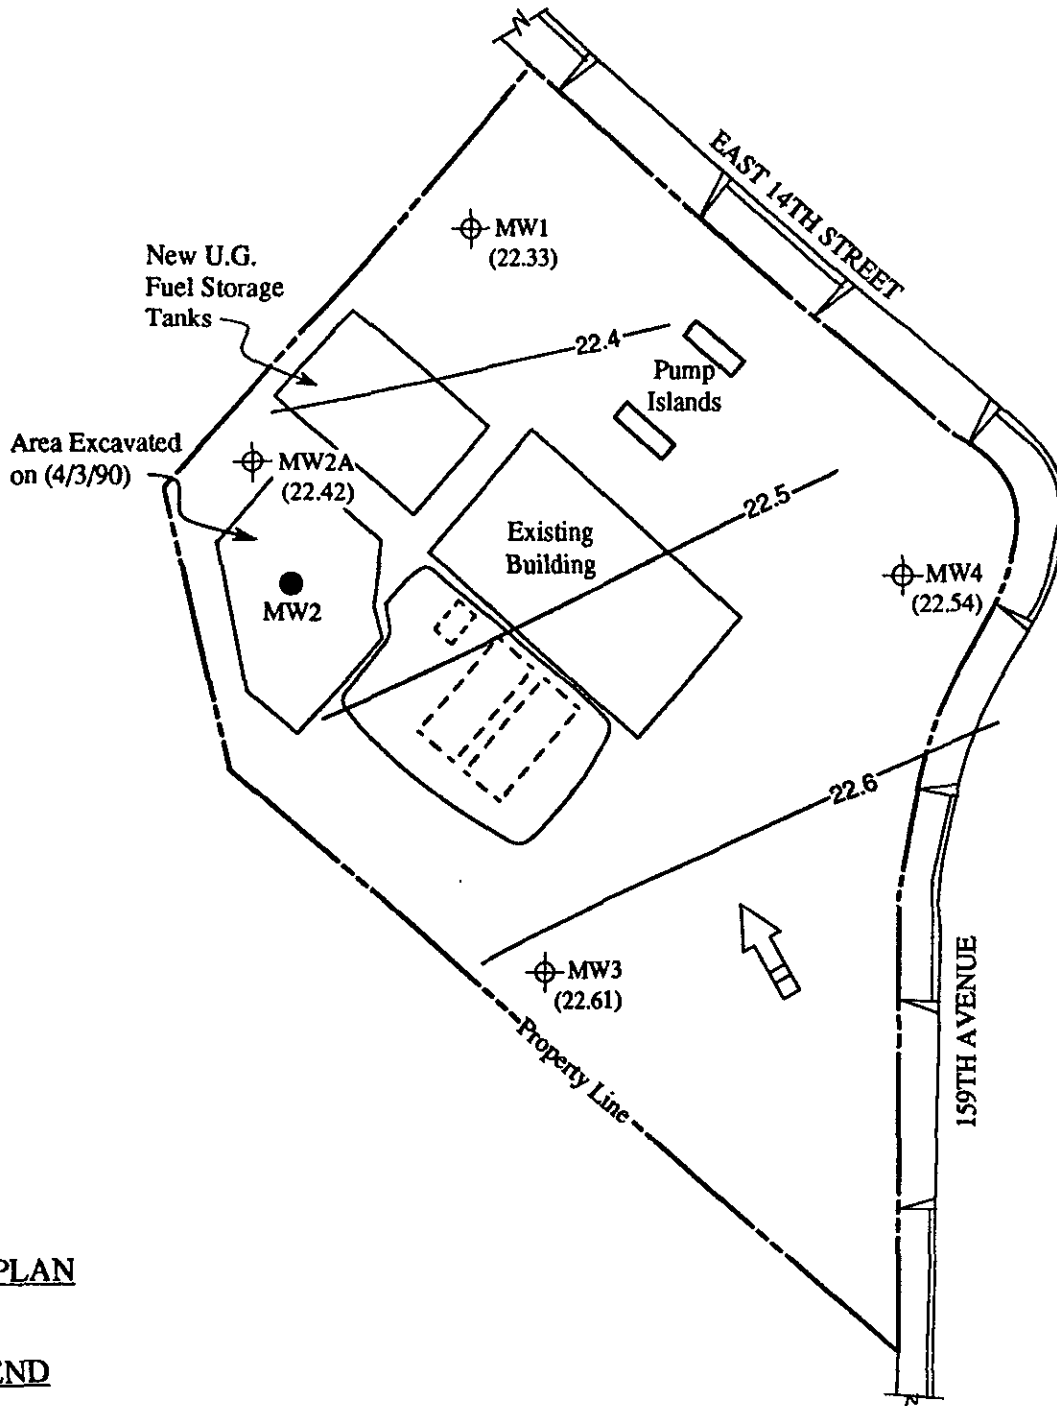 EAST 14TH STREET
MW1
(22.33)
New U.G.
Fuel Storage
Tanks
22.4
Pump
Islands
Area Excavated
on (4/3/90)
MW2A
(22.42)
22.5
Existing
Building
MW4
(22.54)
MW2
22.6
MW3
(22.61)
Property Line
159TH AVENUE
PLAN
END